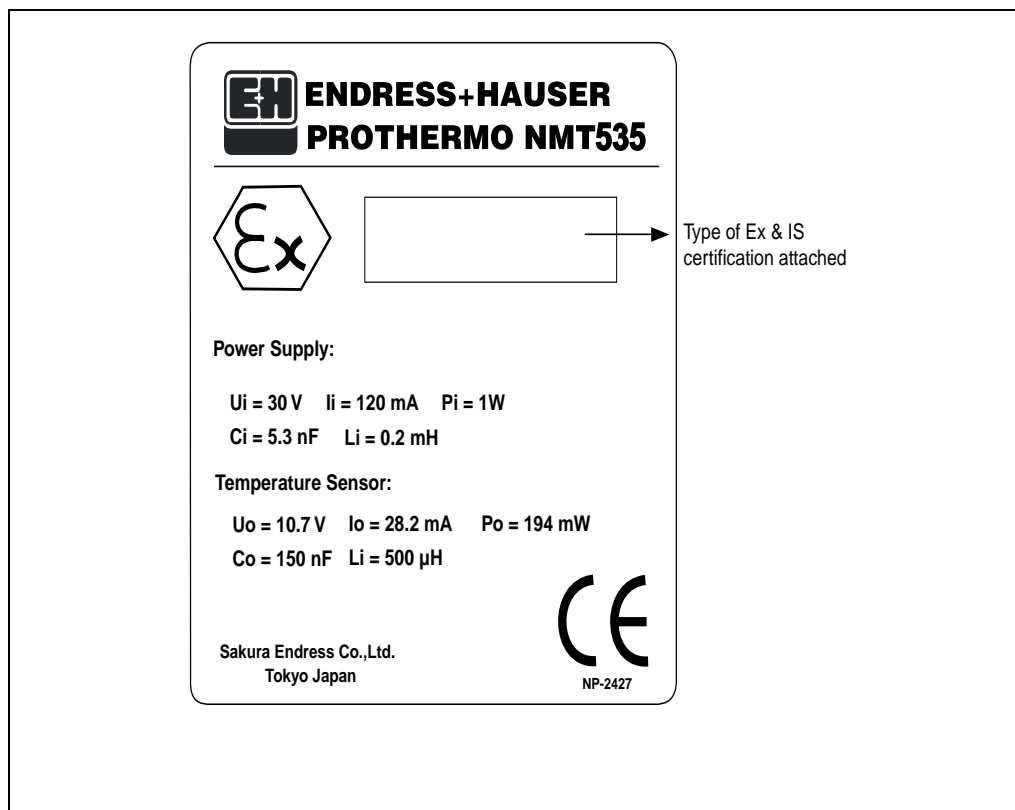 E+H ENDRESS+HAUSER
PROTHERMO NMT535
Ex
Type of Ex & IS
certification attached
Power Supply:
Ui = 30 V Ii = 120 mA Pi = 1W
Ci = 5.3 nF Li = 0.2 mH
Temperature Sensor:
Uo = 10.7 V Io = 28.2 mA Po = 194 mW
Co = 150 nF Li = 500 µH
CE
Sakura Endress Co.,Ltd.
Tokyo Japan
NP-2427